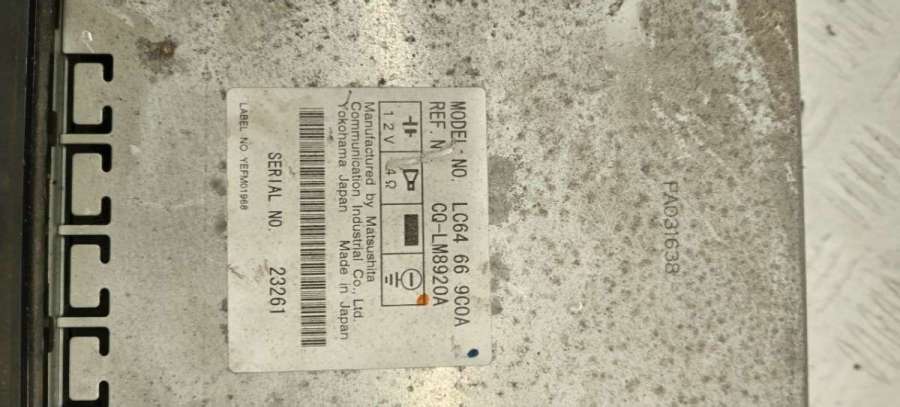 MODEL-NO. LC64 66 9C0A
REF. N CQ-LM8920A
12V 4Ω
Manufactured by Matsushita
Communication Industrial Co., Ltd.
Yokohama Japan Made in Japan
SERIAL NO. 23261
LABEL NO YEFM01968
PA031638